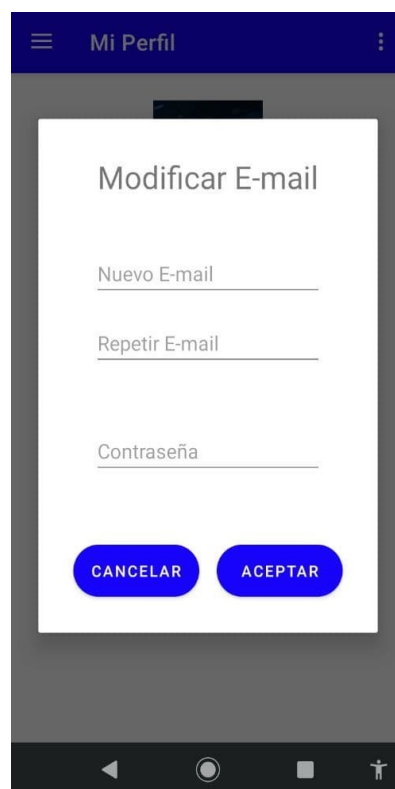 Mi Perfil
Modificar E-mail
Nuevo E-mail
Repetir E-mail
Contraseña
CANCELAR
ACEPTAR